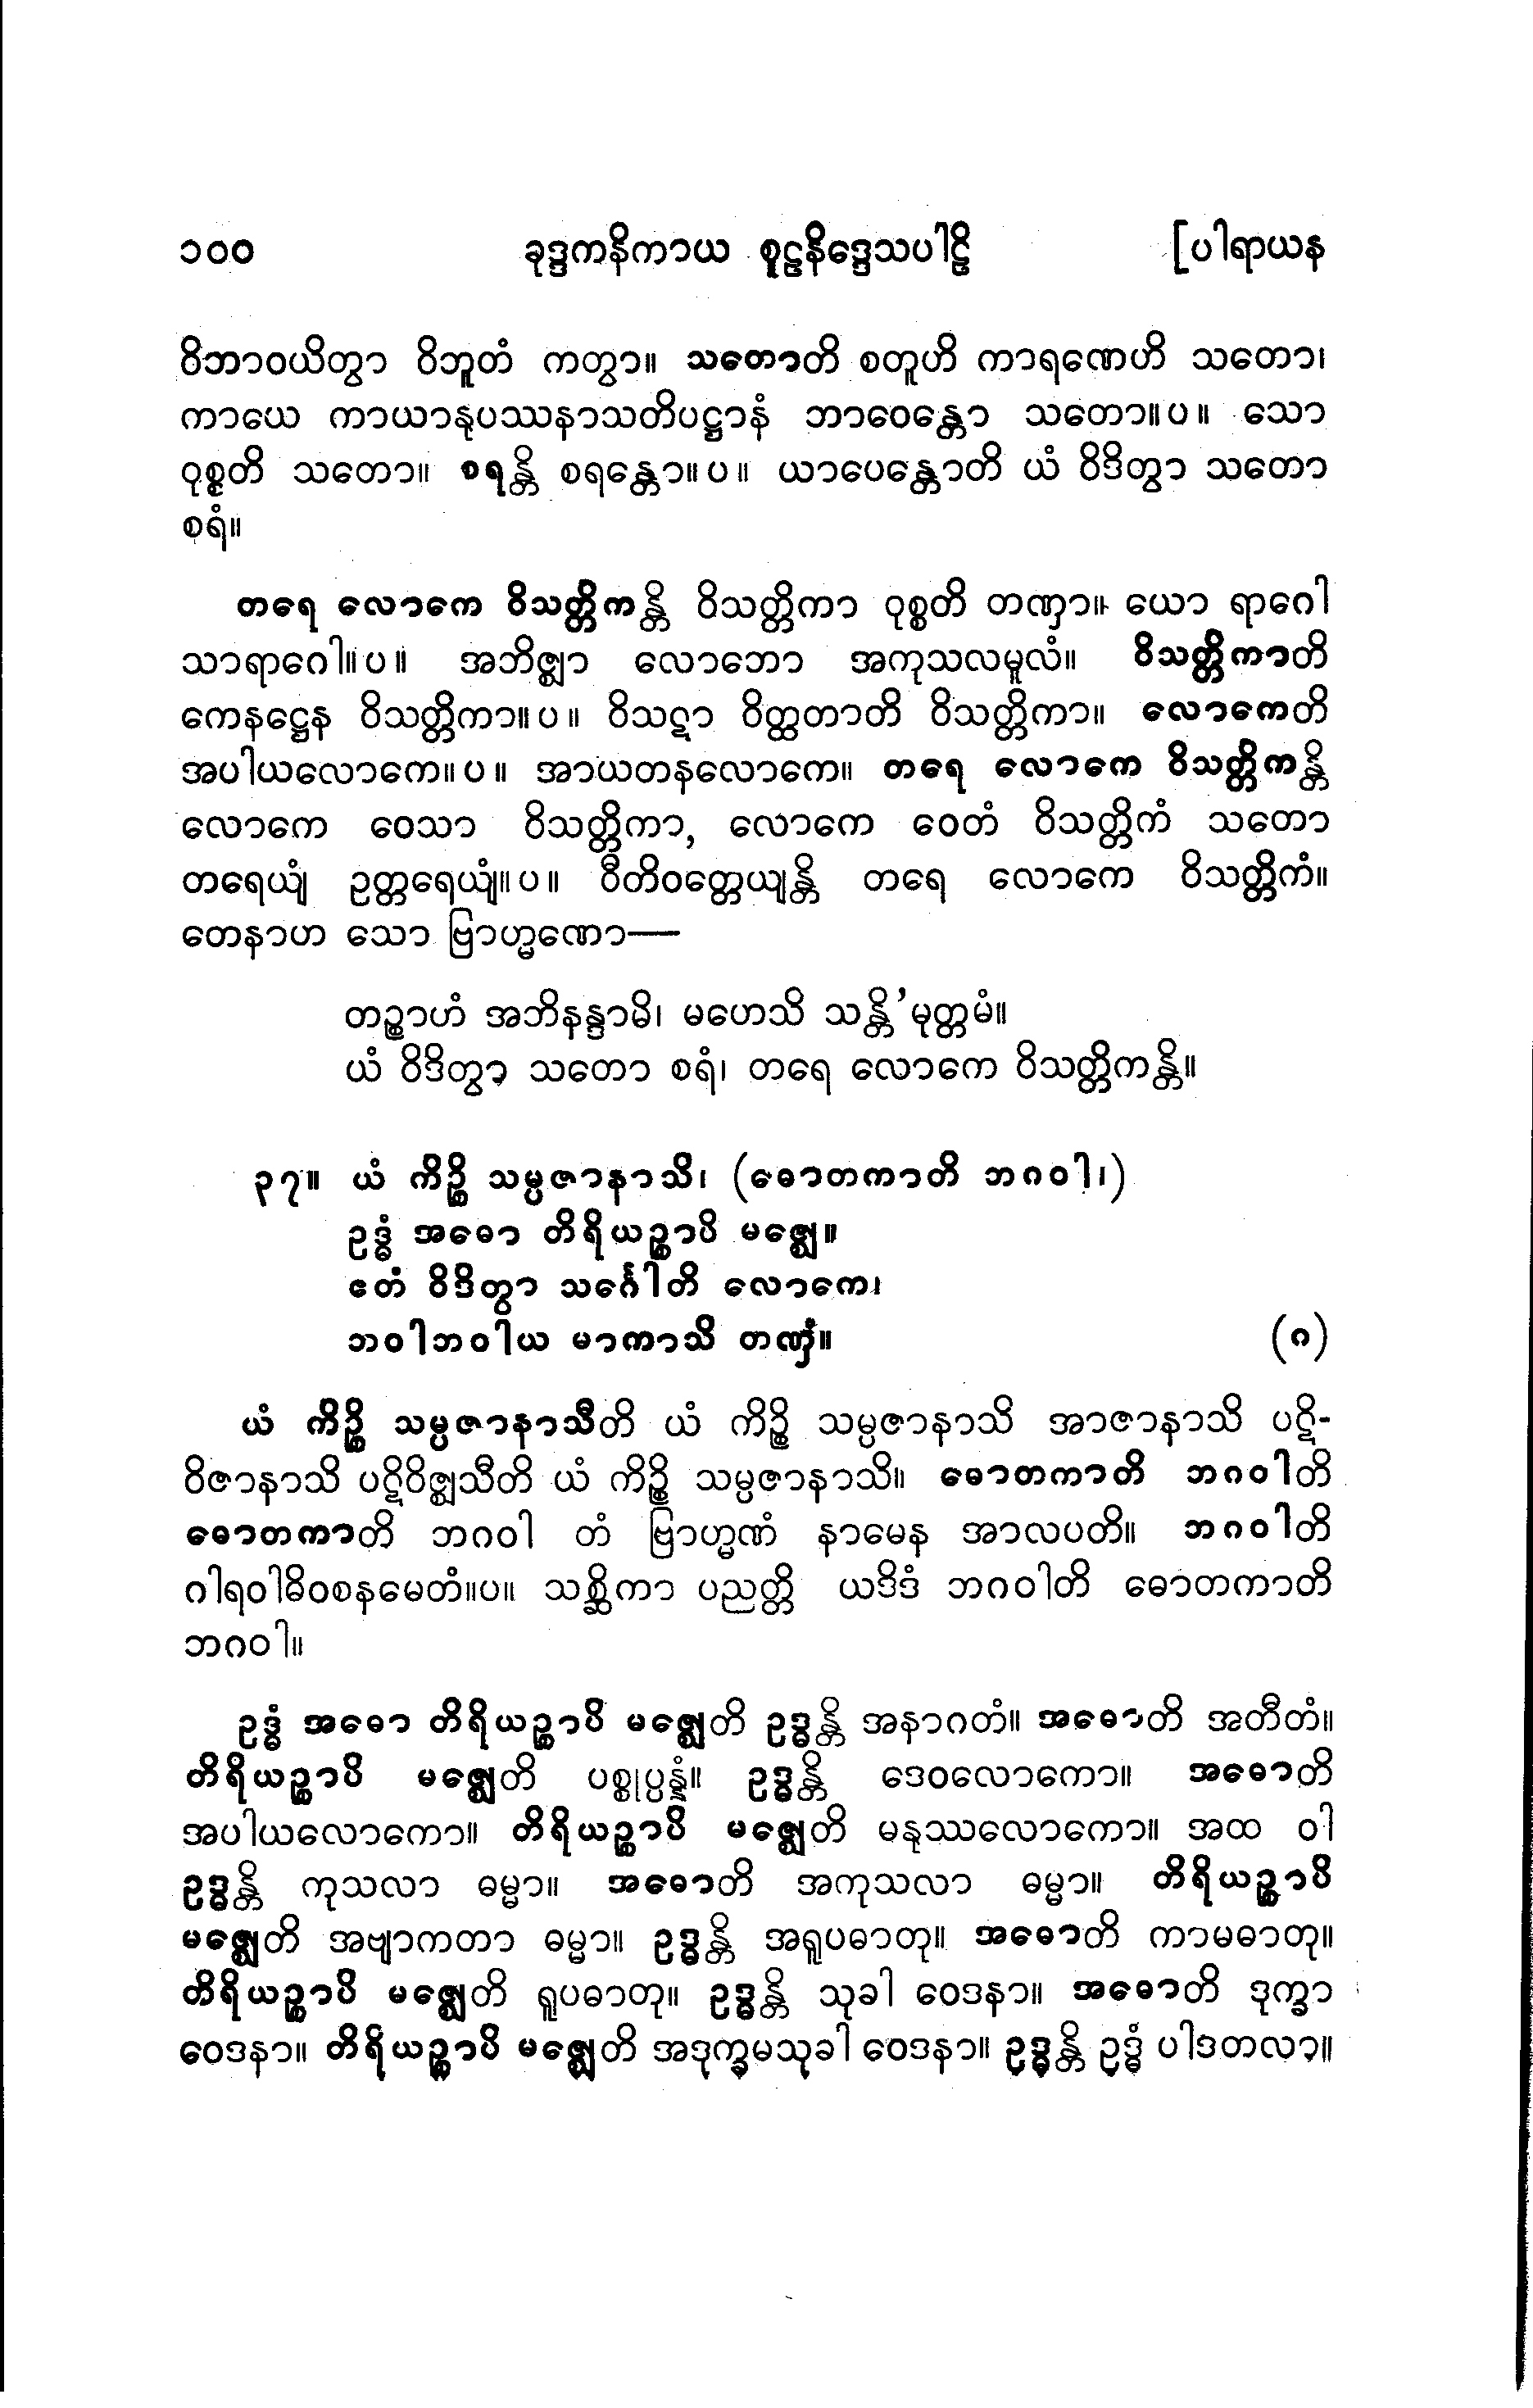 ၁၀၀ ခုဒ္ဒကနိကာယ စူဠနိဒ္ဒေသပါဠိ [ပါရာယန
ဝိဘာဝယိတွာ ဝိဘူတံ ကတွာ။ သတောတိ စတူဟိ ကာရဏေဟိ သတော၊
ကာယေ ကာယာနုပဿနာသတိပဋ္ဌာနံ ဘာဝေန္တော သတော။ပ။ သော
ဝုစ္စတိ သတော။ စရန္တိ စရန္တော။ပ။ ယာပေန္တောတိ ယံ ဝိဒိတွာ သတော
စရံ။
တရေ လောကေ ဝိသတ္တိကန္တိ ဝိသတ္တိကာ ဝုစ္စတိ တဏှာ။ ယော ရာဂေါ
သာရာဂေါ။ပ။ အဘိဇ္ဈာ လောဘော အကုသလမူလံ။ ဝိသတ္တိကာတိ
ကေနဋ္ဌေန ဝိသတ္တိကာ။ပ။ ဝိသဋာ ဝိတ္ထတာတိ ဝိသတ္တိကာ။ လောကေတိ
အပါယလောကေ။ပ။ အာယတနလောကေ။ တရေ လောကေ ဝိသတ္တိကန္တိ
လောကေ ဝေသာ ဝိသတ္တိကာ, လောကေ ဝေတံ ဝိသတ္တိကံ သတော
တရေယျံ ဥတ္တရေယျံ။ပ။ ဝီတိဝတ္တေယျန္တိ တရေ လောကေ ဝိသတ္တိကံ။
တေနာဟ သော ဗြာဟ္မဏော—
တဉ္စာဟံ အဘိနန္ဒာမိ၊ မဟေသိ သန္တိ’မုတ္တမံ။
ယံ ဝိဒိတွာ သတော စရံ၊ တရေ လောကေ ဝိသတ္တိကန္တိ။
၃၇။ ယံ ကိဉ္စိ သမ္ပဇာနာသိ၊ (ဓောတကာတိ ဘဂဝါ၊)
ဥဒ္ဓံ အဓော တိရိယဉ္စာပိ မဇ္ဈေ။
ဧတံ ဝိဒိတွာ သင်္ဂေါတိ လောကေ၊
ဘဝါဘဝါယ မာကာသိ တဏှံ။ (ဂ)
ယံ ကိဉ္စိ သမ္ပဇာနာသီတိ ယံ ကိဉ္စိ သမ္ပဇာနာသိ အာဇာနာသိ ပဋိ-
ဝိဇာနာသိ ပဋိဝိဇ္ဈသီတိ ယံ ကိဉ္စိ သမ္ပဇာနာသိ။ ဓောတကာတိ ဘဂဝါတိ
ဓောတကာတိ ဘဂဝါ တံ ဗြာဟ္မဏံ နာမေန အာလပတိ။ ဘဂဝါတိ
ဂါရဝါဓိဝစနမေတံ။ပ။ သစ္ဆိကာ ပညတ္တိ ယဒိဒံ ဘဂဝါတိ ဓောတကာတိ
ဘဂဝါ။
ဥဒ္ဓံ အဓော တိရိယဉ္စာပိ မဇ္ဈေတိ ဥဒ္ဓန္တိ အနာဂတံ။ အဓောတိ အတီတံ။
တိရိယဉ္စာပိ မဇ္ဈေတိ ပစ္စုပ္ပန္နံ။ ဥဒ္ဓန္တိ ဒေဝလောကော။ အဓောတိ
အပါယလောကော။ တိရိယဉ္စာပိ မဇ္ဈေတိ မနုဿလောကော။ အထ ဝါ
ဥဒ္ဓန္တိ ကုသလာ ဓမ္မာ။ အဓောတိ အကုသလာ ဓမ္မာ။ တိရိယဉ္စာပိ
မဇ္ဈေတိ အဗျာကတာ ဓမ္မာ။ ဥဒ္ဓန္တိ အရူပဓာတု။ အဓောတိ ကာမဓာတု။
တိရိယဉ္စာပိ မဇ္ဈေတိ ရူပဓာတု။ ဥဒ္ဓန္တိ သုခါ ဝေဒနာ။ အဓောတိ ဒုက္ခာ
ဝေဒနာ။ တိရိယဉ္စာပိ မဇ္ဈေတိ အဒုက္ခမသုခါ ဝေဒနာ။ ဥဒ္ဓန္တိ ဥဒ္ဓံ ပါဒတလာ။